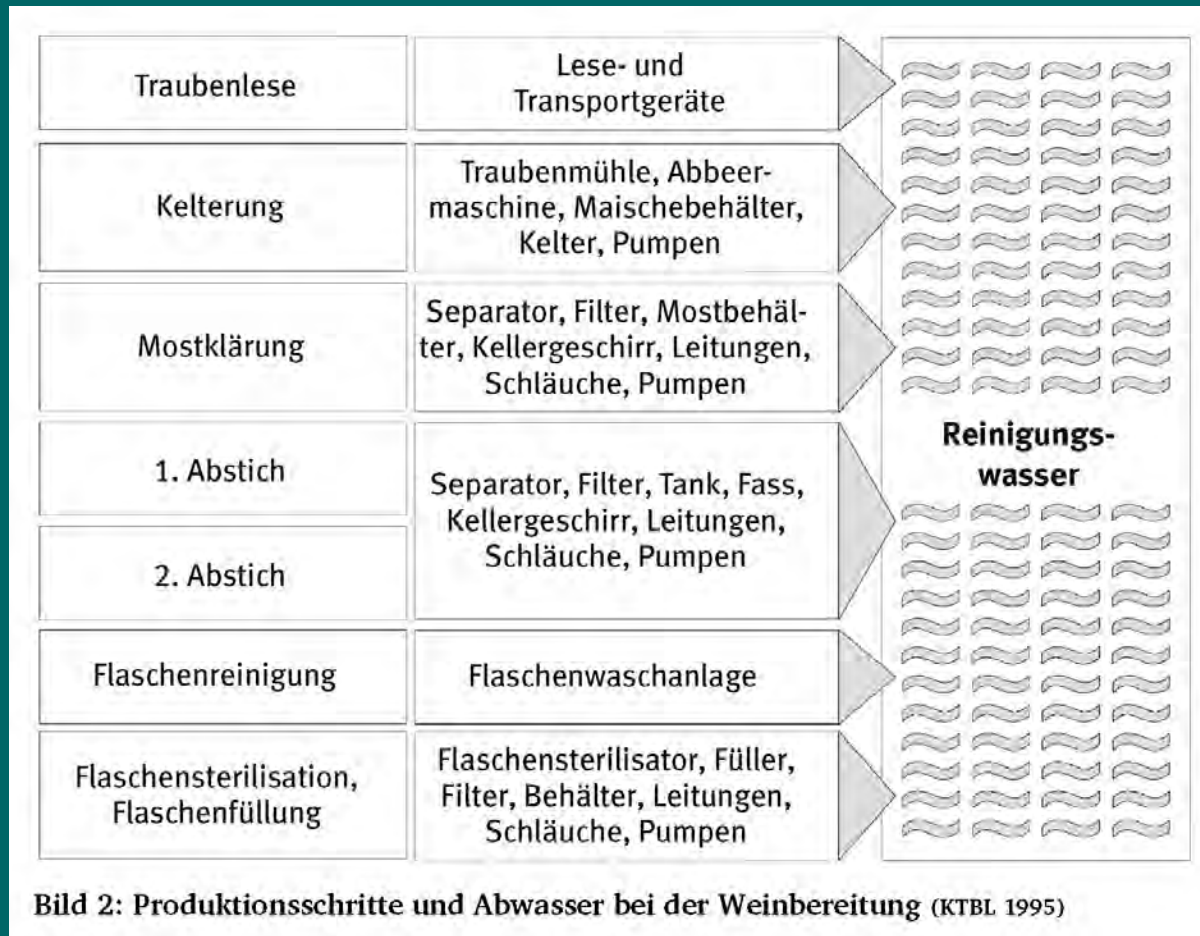 Traubenlese
Lese- und
Transportgeräte
Kelterung
Traubenmühle, Abbeer-
maschine, Maischebehälter,
Kelter, Pumpen
Mostklärung
Separator, Filter, Mostbehäl-
ter, Kellergeschirr, Leitungen,
Schläuche, Pumpen
1. Abstich
2. Abstich
Separator, Filter, Tank, Fass,
Kellergeschirr, Leitungen,
Schläuche, Pumpen
Flaschenreinigung
Flaschenwaschanlage
Flaschensterilisation,
Flaschenfüllung
Flaschensterilisator, Füller,
Filter, Behälter, Leitungen,
Schläuche, Pumpen
Reinigungs-
wasser
Bild 2: Produktionsschritte und Abwasser bei der Weinbereitung (KTBL 1995)